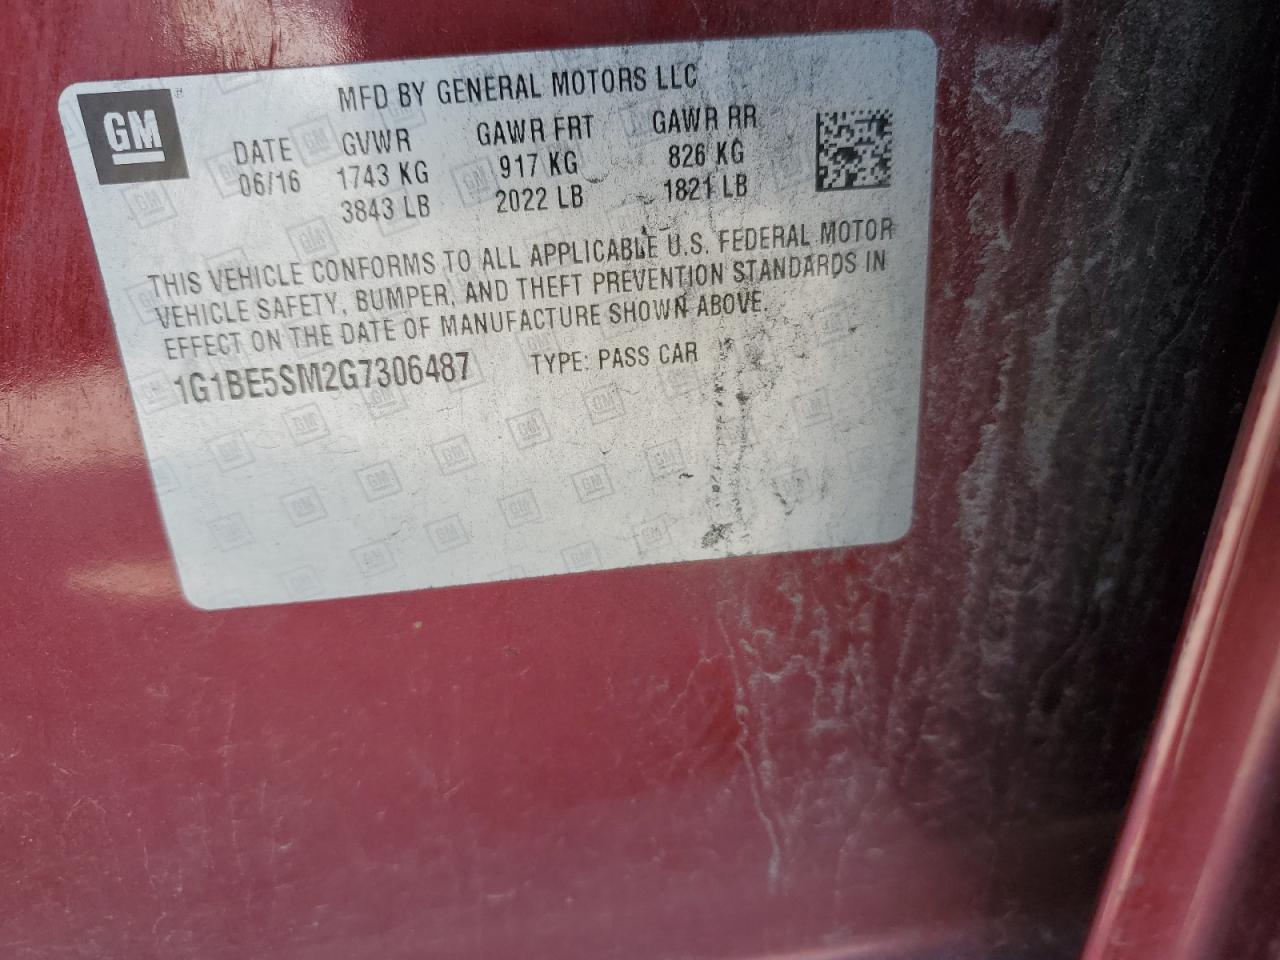 GM
MFD BY GENERAL MOTORS LLC
DATE GVWR GAWR FRT GAWR RR
06/16 1743 KG 917 KG 826 KG
3843 LB 2022 LB 1821 LB
THIS VEHICLE CONFORMS TO ALL APPLICABLE U.S. FEDERAL MOTOR
VEHICLE SAFETY, BUMPER, AND THEFT PREVENTION STANDARDS IN
EFFECT ON THE DATE OF MANUFACTURE SHOWN ABOVE.
1G1BE5SM2G7306487 TYPE: PASS CAR